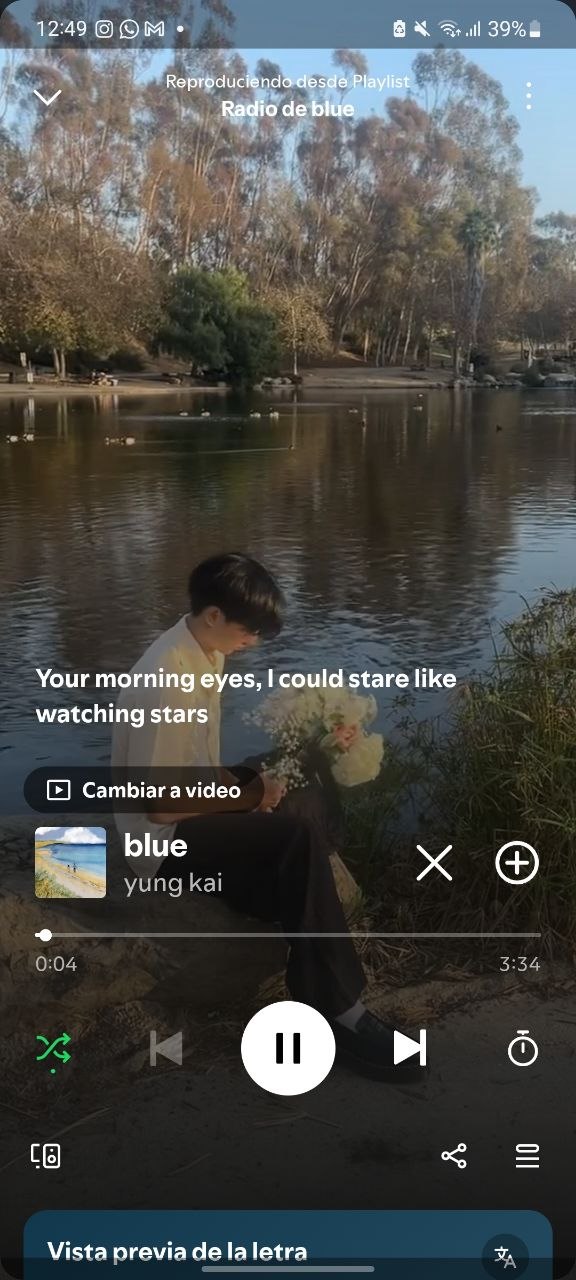 12:49
39%
Reproduciendo desde Playlist
Radio de blue
Your morning eyes, I could stare like
watching stars
Cambiar a video
blue
yung kai
0:04
3:34
Vista previa de la letra